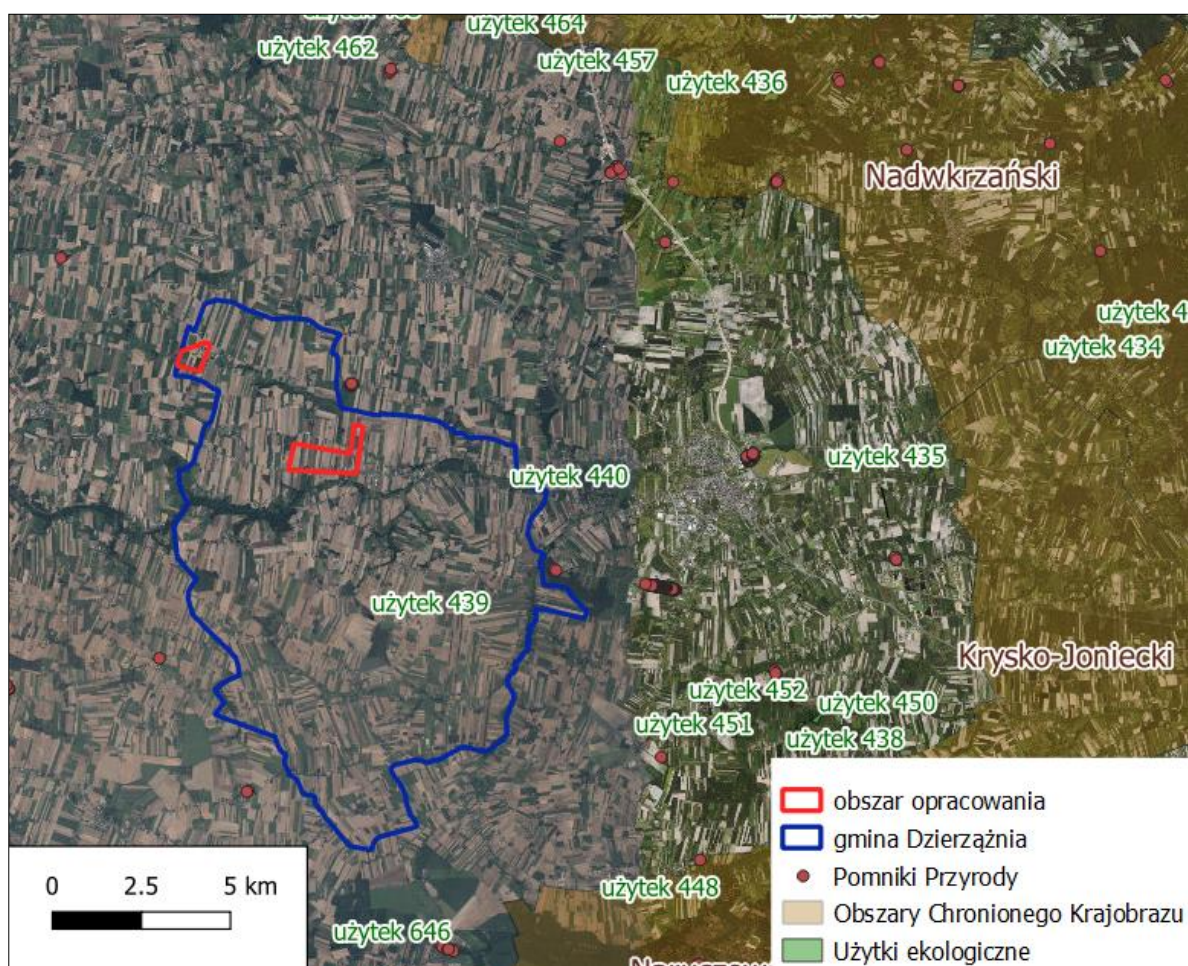 użytek 464
użytek 462
użytek 457
użytek 436
Nadwkrzański
użytek 434
użytek 435
użytek 440
użytek 439
Krysko-Joniecki
użytek 452
użytek 450
użytek 451
użytek 438
użytek 448
użytek 646
obszar opracowania
gmina Dzierzążnia
Pomniki Przyrody
Obszary Chronionego Krajobrazu
Użytki ekologiczne
0 2.5 5 km